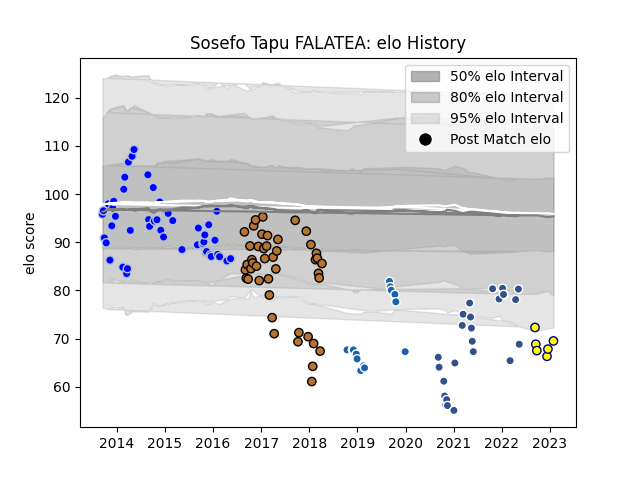 Sosefo Tapu FALATEA: elo History
50% elo Interval
80% elo Interval
95% elo Interval
Post Match elo
elo score
120
110
100
90
80
70
60
2014 2015 2016 2017 2018 2019 2020 2021 2022 2023